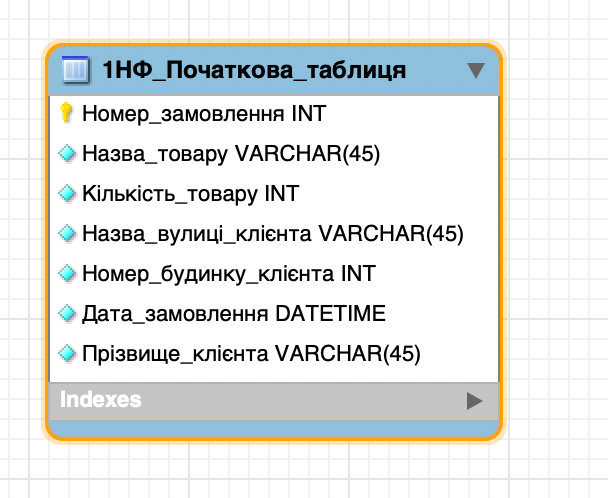 1НФ_Початкова_таблиця
Номер_замовлення INT
Назва_товару VARCHAR(45)
Кількість_товару INT
Назва_вулиці_клієнта VARCHAR(45)
Номер_будинку_клієнта INT
Дата_замовлення DATETIME
Прізвище_клієнта VARCHAR(45)
Indexes